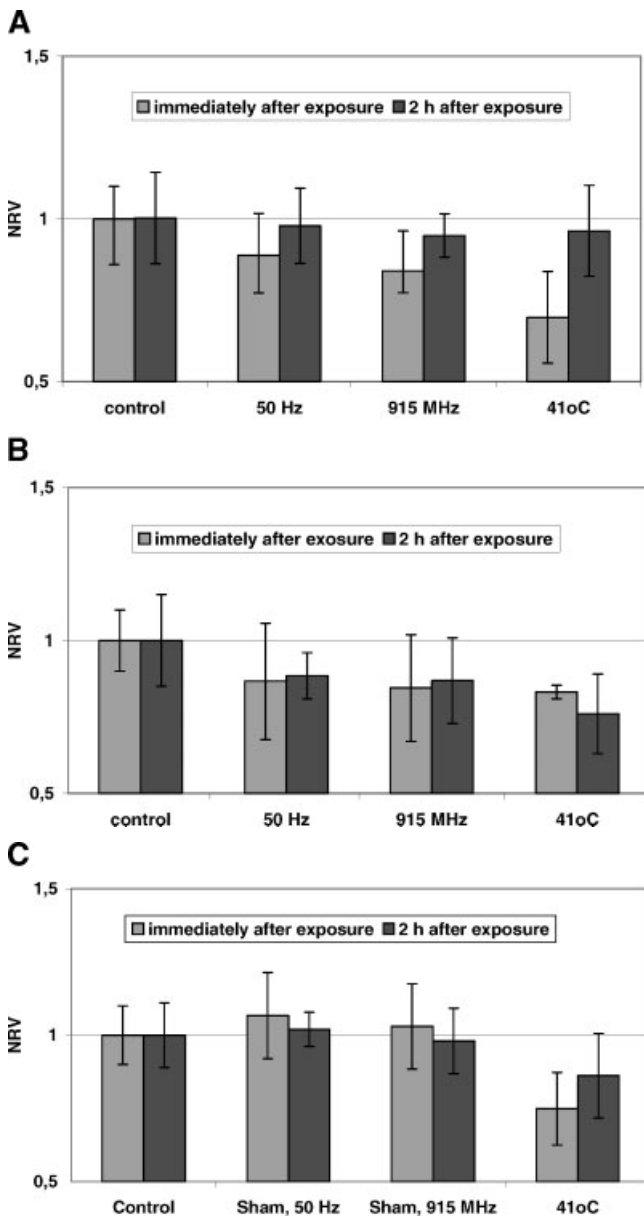 A
1,5
immediately after exposure 2 h after exposure
NRV
1
0,5
control 50 Hz 915 MHz 41oC
B
1,5
immediately after exosure 2 h after exposure
NRV
1
0,5
control 50 Hz 915 MHz 41oC
C
1,5
immediately after exposure 2 h after exposure
NRV
1
0,5
Control Sham, 50 Hz Sham, 915 MHz 41oC